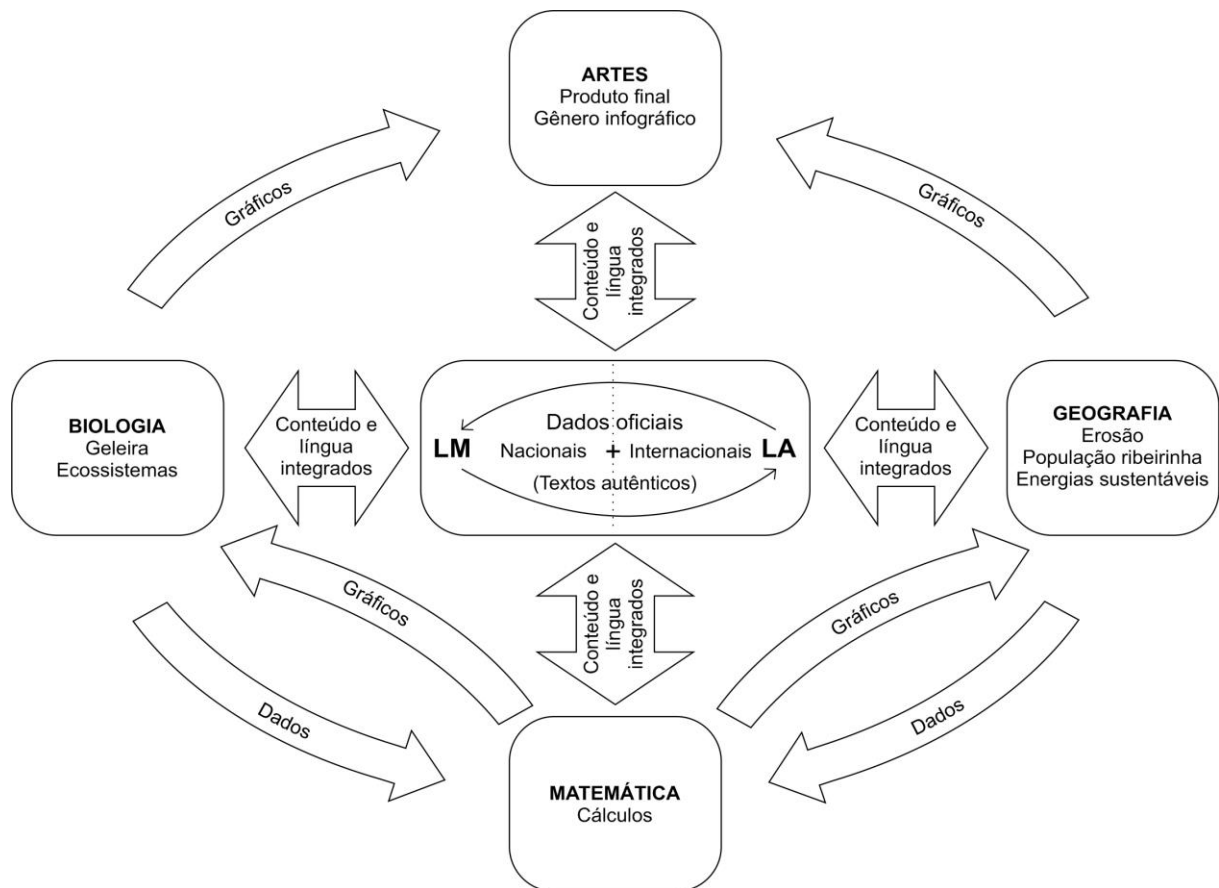 ARTES
Produto final
Gênero infográfico
Gráficos
Gráficos
Conteúdo e
língua
integrados
BIOLOGIA
Geleira
Ecossistemas
Conteúdo e
língua
integrados
Dados oficiais
LM Nacionais + Internacionais LA
(Textos autênticos)
Conteúdo e
língua
integrados
GEOGRAFIA
Erosão
População ribeirinha
Energias sustentáveis
Gráficos
Dados
Conteúdo e
língua
integrados
Gráficos
Dados
MATEMÁTICA
Cálculos